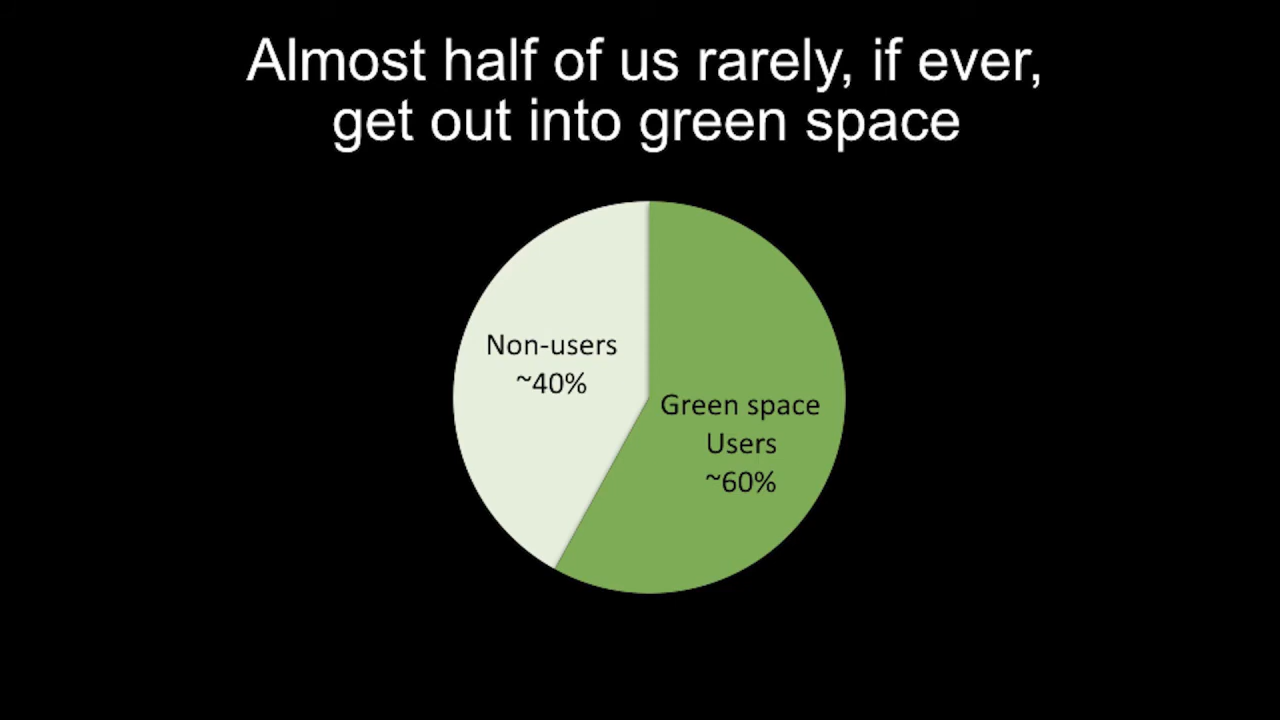 Almost half of us rarely, if ever,
get out into green space
Non-users
~40%
Green space
Users
~60%